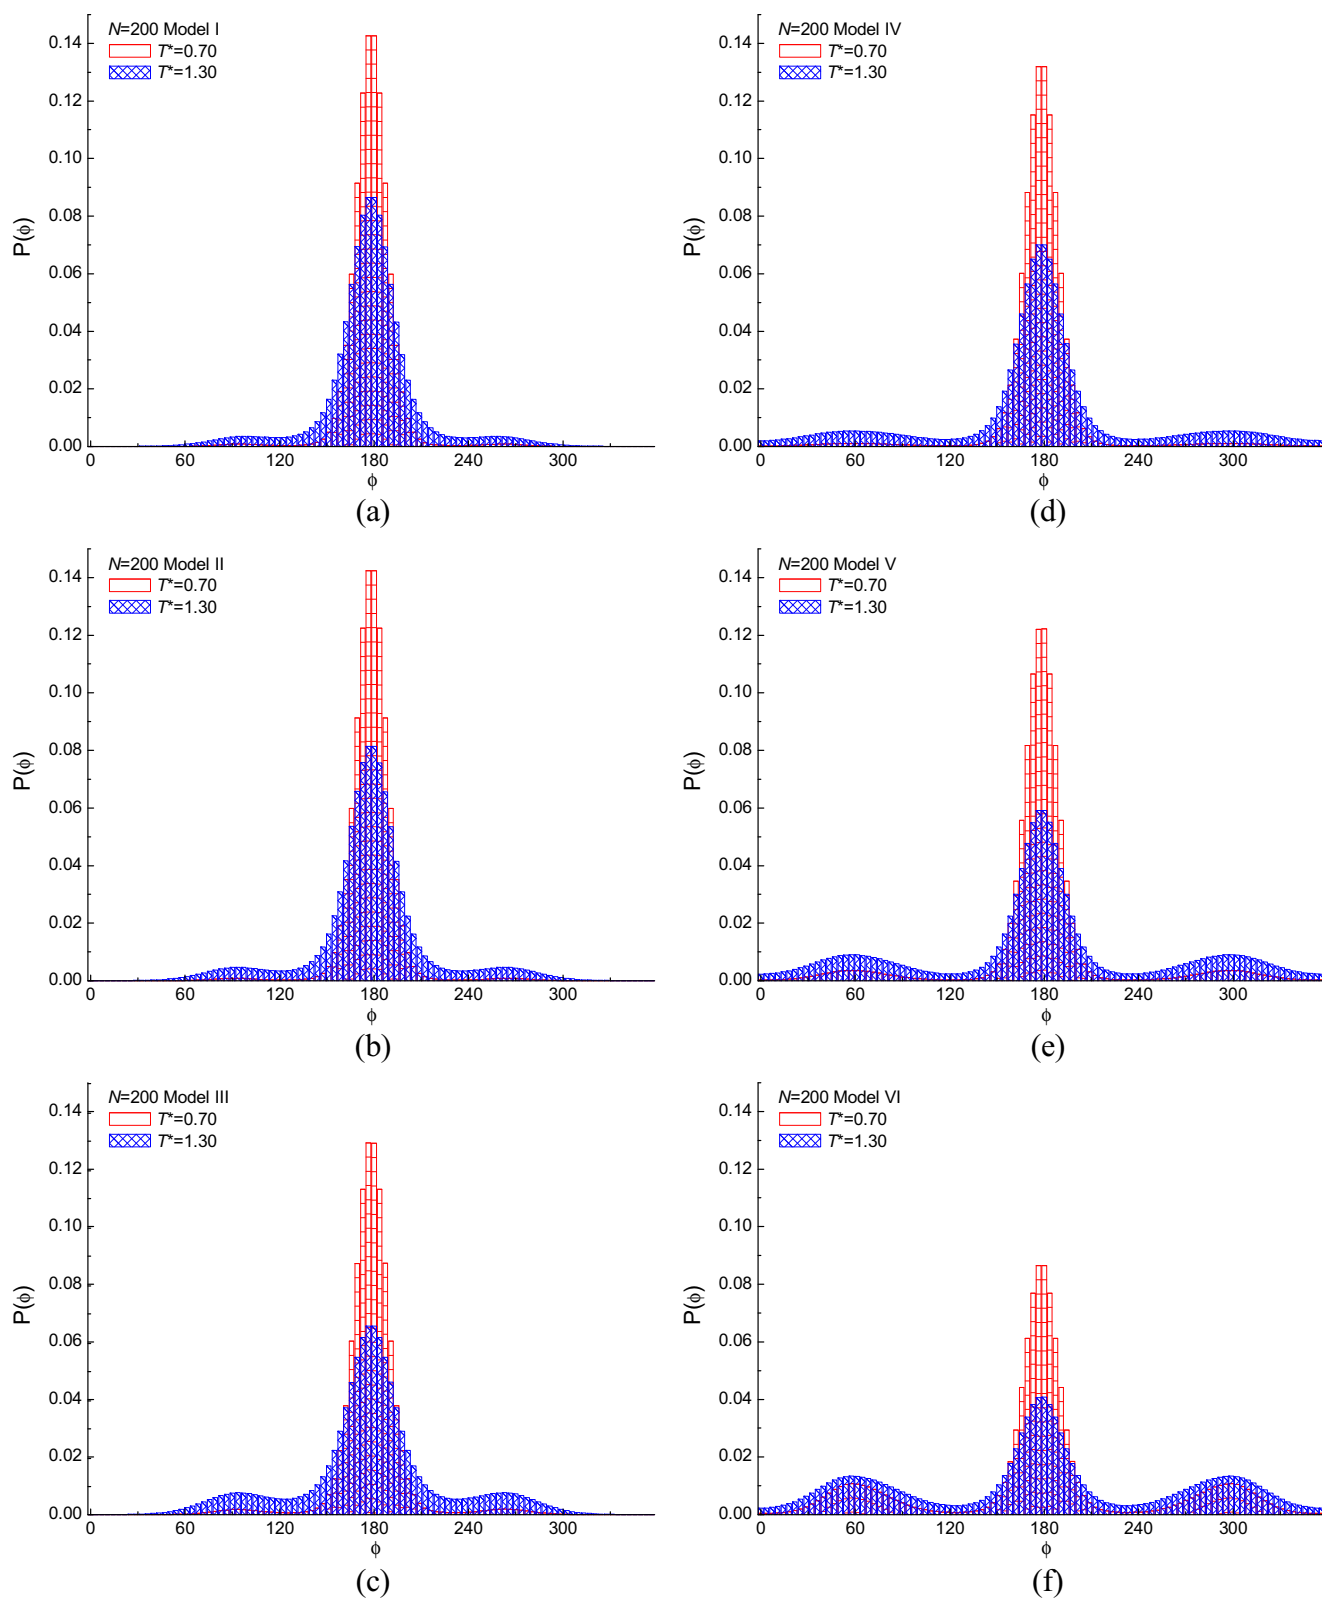 N=200 Model I
T*=0.70
T*=1.30
0.14
0.12
0.10
0.08
0.06
0.04
0.02
0.00
P(ϕ)
0 60 120 180 240 300
ϕ
(a)
N=200 Model IV
T*=0.70
T*=1.30
0.14
0.12
0.10
0.08
0.06
0.04
0.02
0.00
P(ϕ)
0 60 120 180 240 300
ϕ
(d)
N=200 Model II
T*=0.70
T*=1.30
0.14
0.12
0.10
0.08
0.06
0.04
0.02
0.00
P(ϕ)
0 60 120 180 240 300
ϕ
(b)
N=200 Model V
T*=0.70
T*=1.30
0.14
0.12
0.10
0.08
0.06
0.04
0.02
0.00
P(ϕ)
0 60 120 180 240 300
ϕ
(e)
N=200 Model III
T*=0.70
T*=1.30
0.14
0.12
0.10
0.08
0.06
0.04
0.02
0.00
P(ϕ)
0 60 120 180 240 300
ϕ
(c)
N=200 Model VI
T*=0.70
T*=1.30
0.14
0.12
0.10
0.08
0.06
0.04
0.02
0.00
P(ϕ)
0 60 120 180 240 300
ϕ
(f)